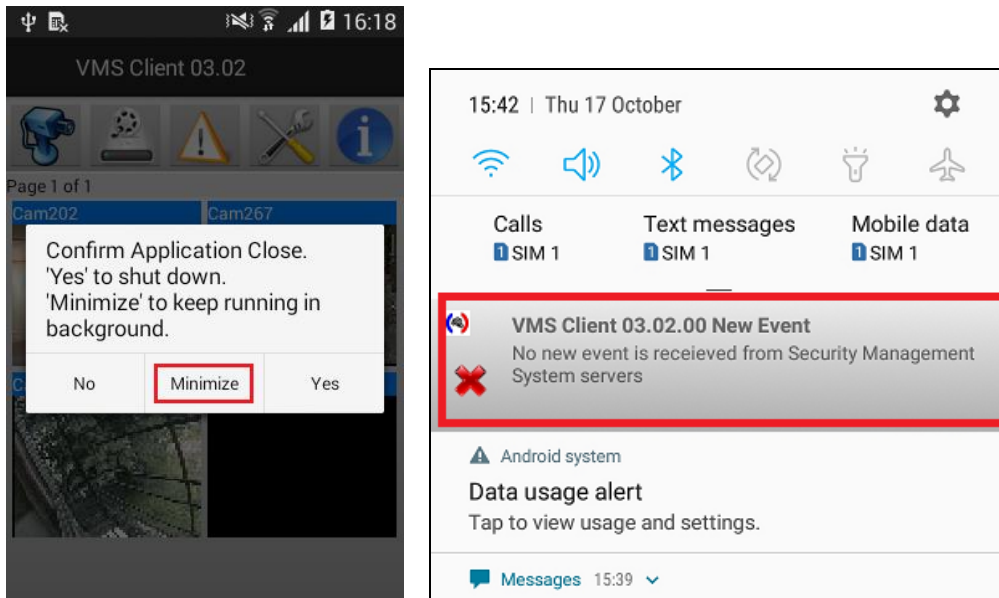 16:18
VMS Client 03.02
Page 1 of 1
Cam202
Cam267
Confirm Application Close.
'Yes' to shut down.
'Minimize' to keep running in
background.
No
Minimize
Yes
15:42 | Thu 17 October
Calls
1 SIM 1
Text messages
1 SIM 1
Mobile data
1 SIM 1
VMS Client 03.02.00 New Event
No new event is receieved from Security Management
System servers
Android system
Data usage alert
Tap to view usage and settings.
Messages 15:39